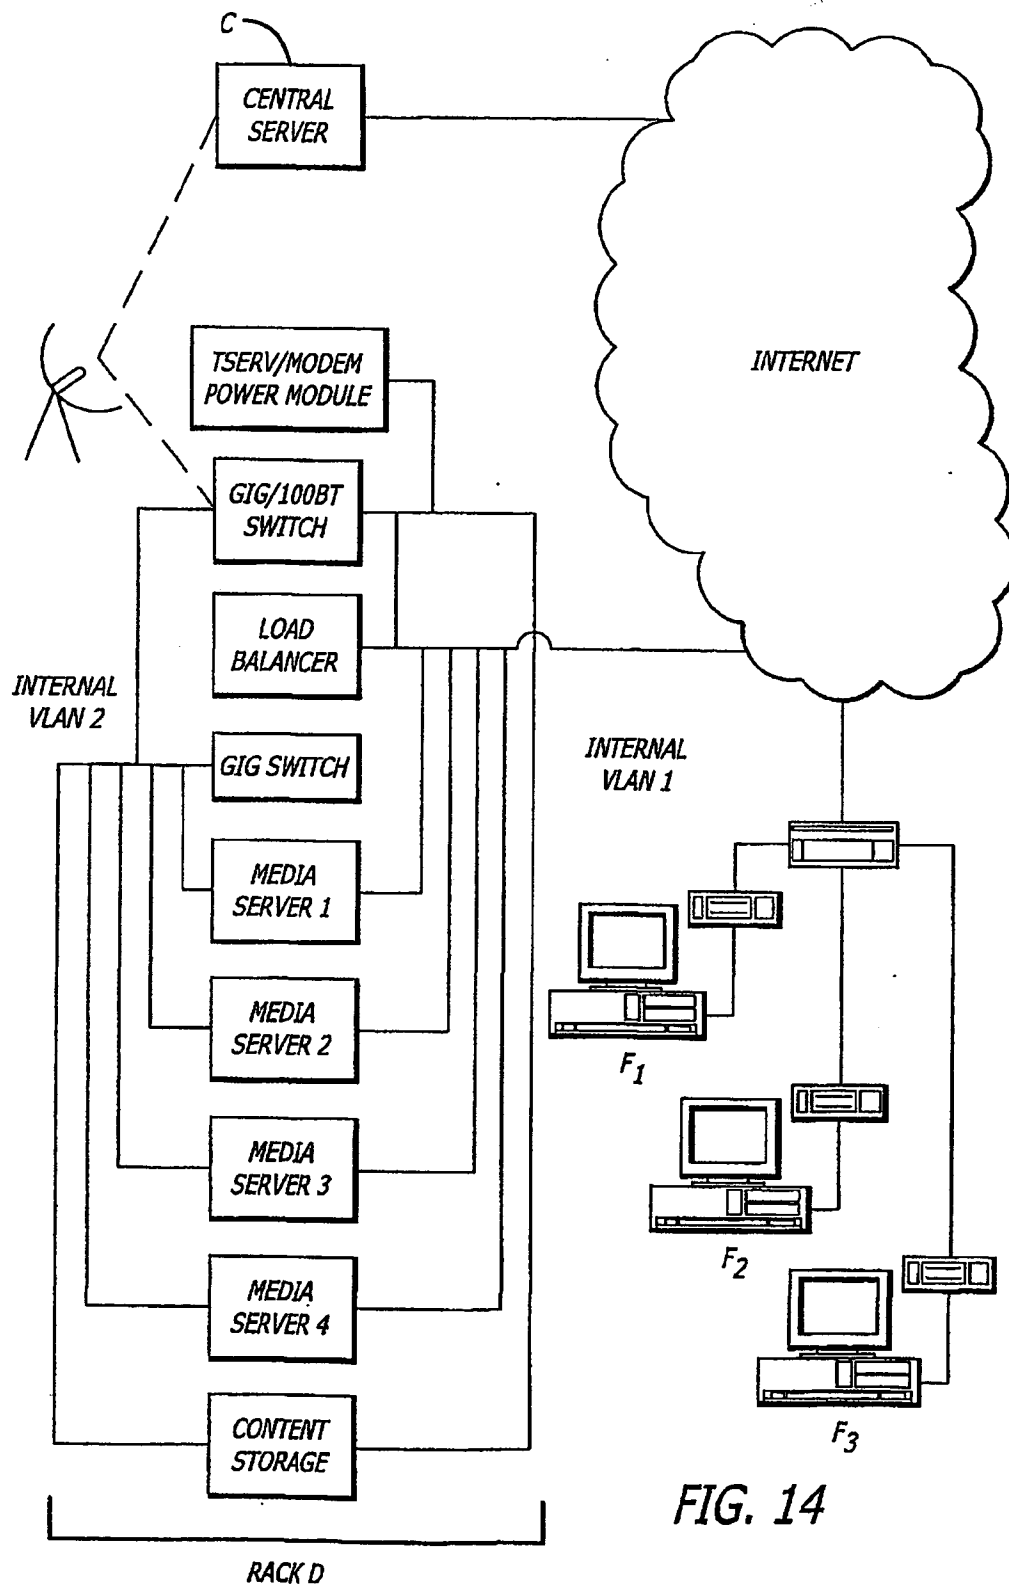 C
CENTRAL
SERVER
INTERNET
TSERV/MODEM
POWER MODULE
GIG/100BT
SWITCH
LOAD
BALANCER
INTERNAL
VLAN 2
GIG SWITCH
INTERNAL
VLAN 1
MEDIA
SERVER 1
MEDIA
SERVER 2
F1
MEDIA
SERVER 3
F2
MEDIA
SERVER 4
CONTENT
STORAGE
F3
FIG. 14
RACK D